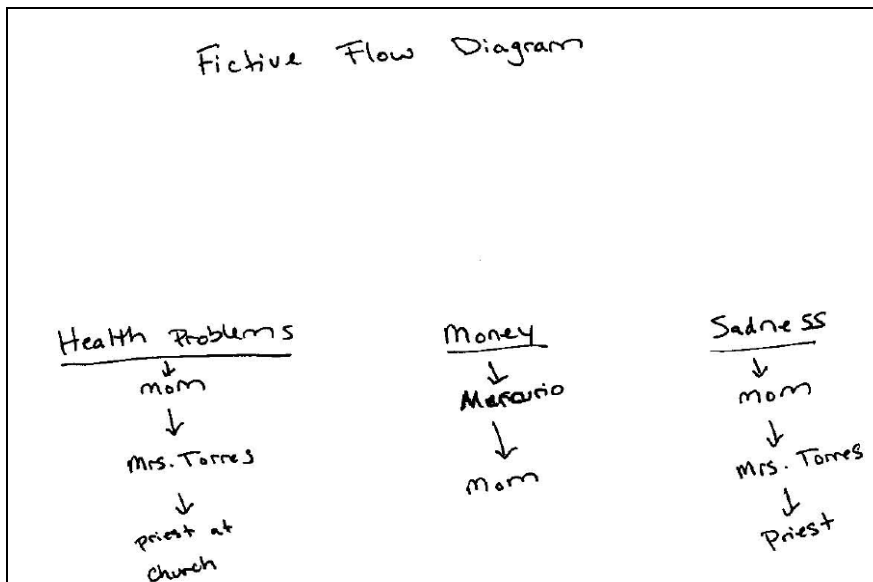 Fictive Flow Diagram
Health Problems
mom
Mrs. Torres
priest at
church
Money
Mercurio
mom
Sadness
mom
Mrs. Torres
Priest